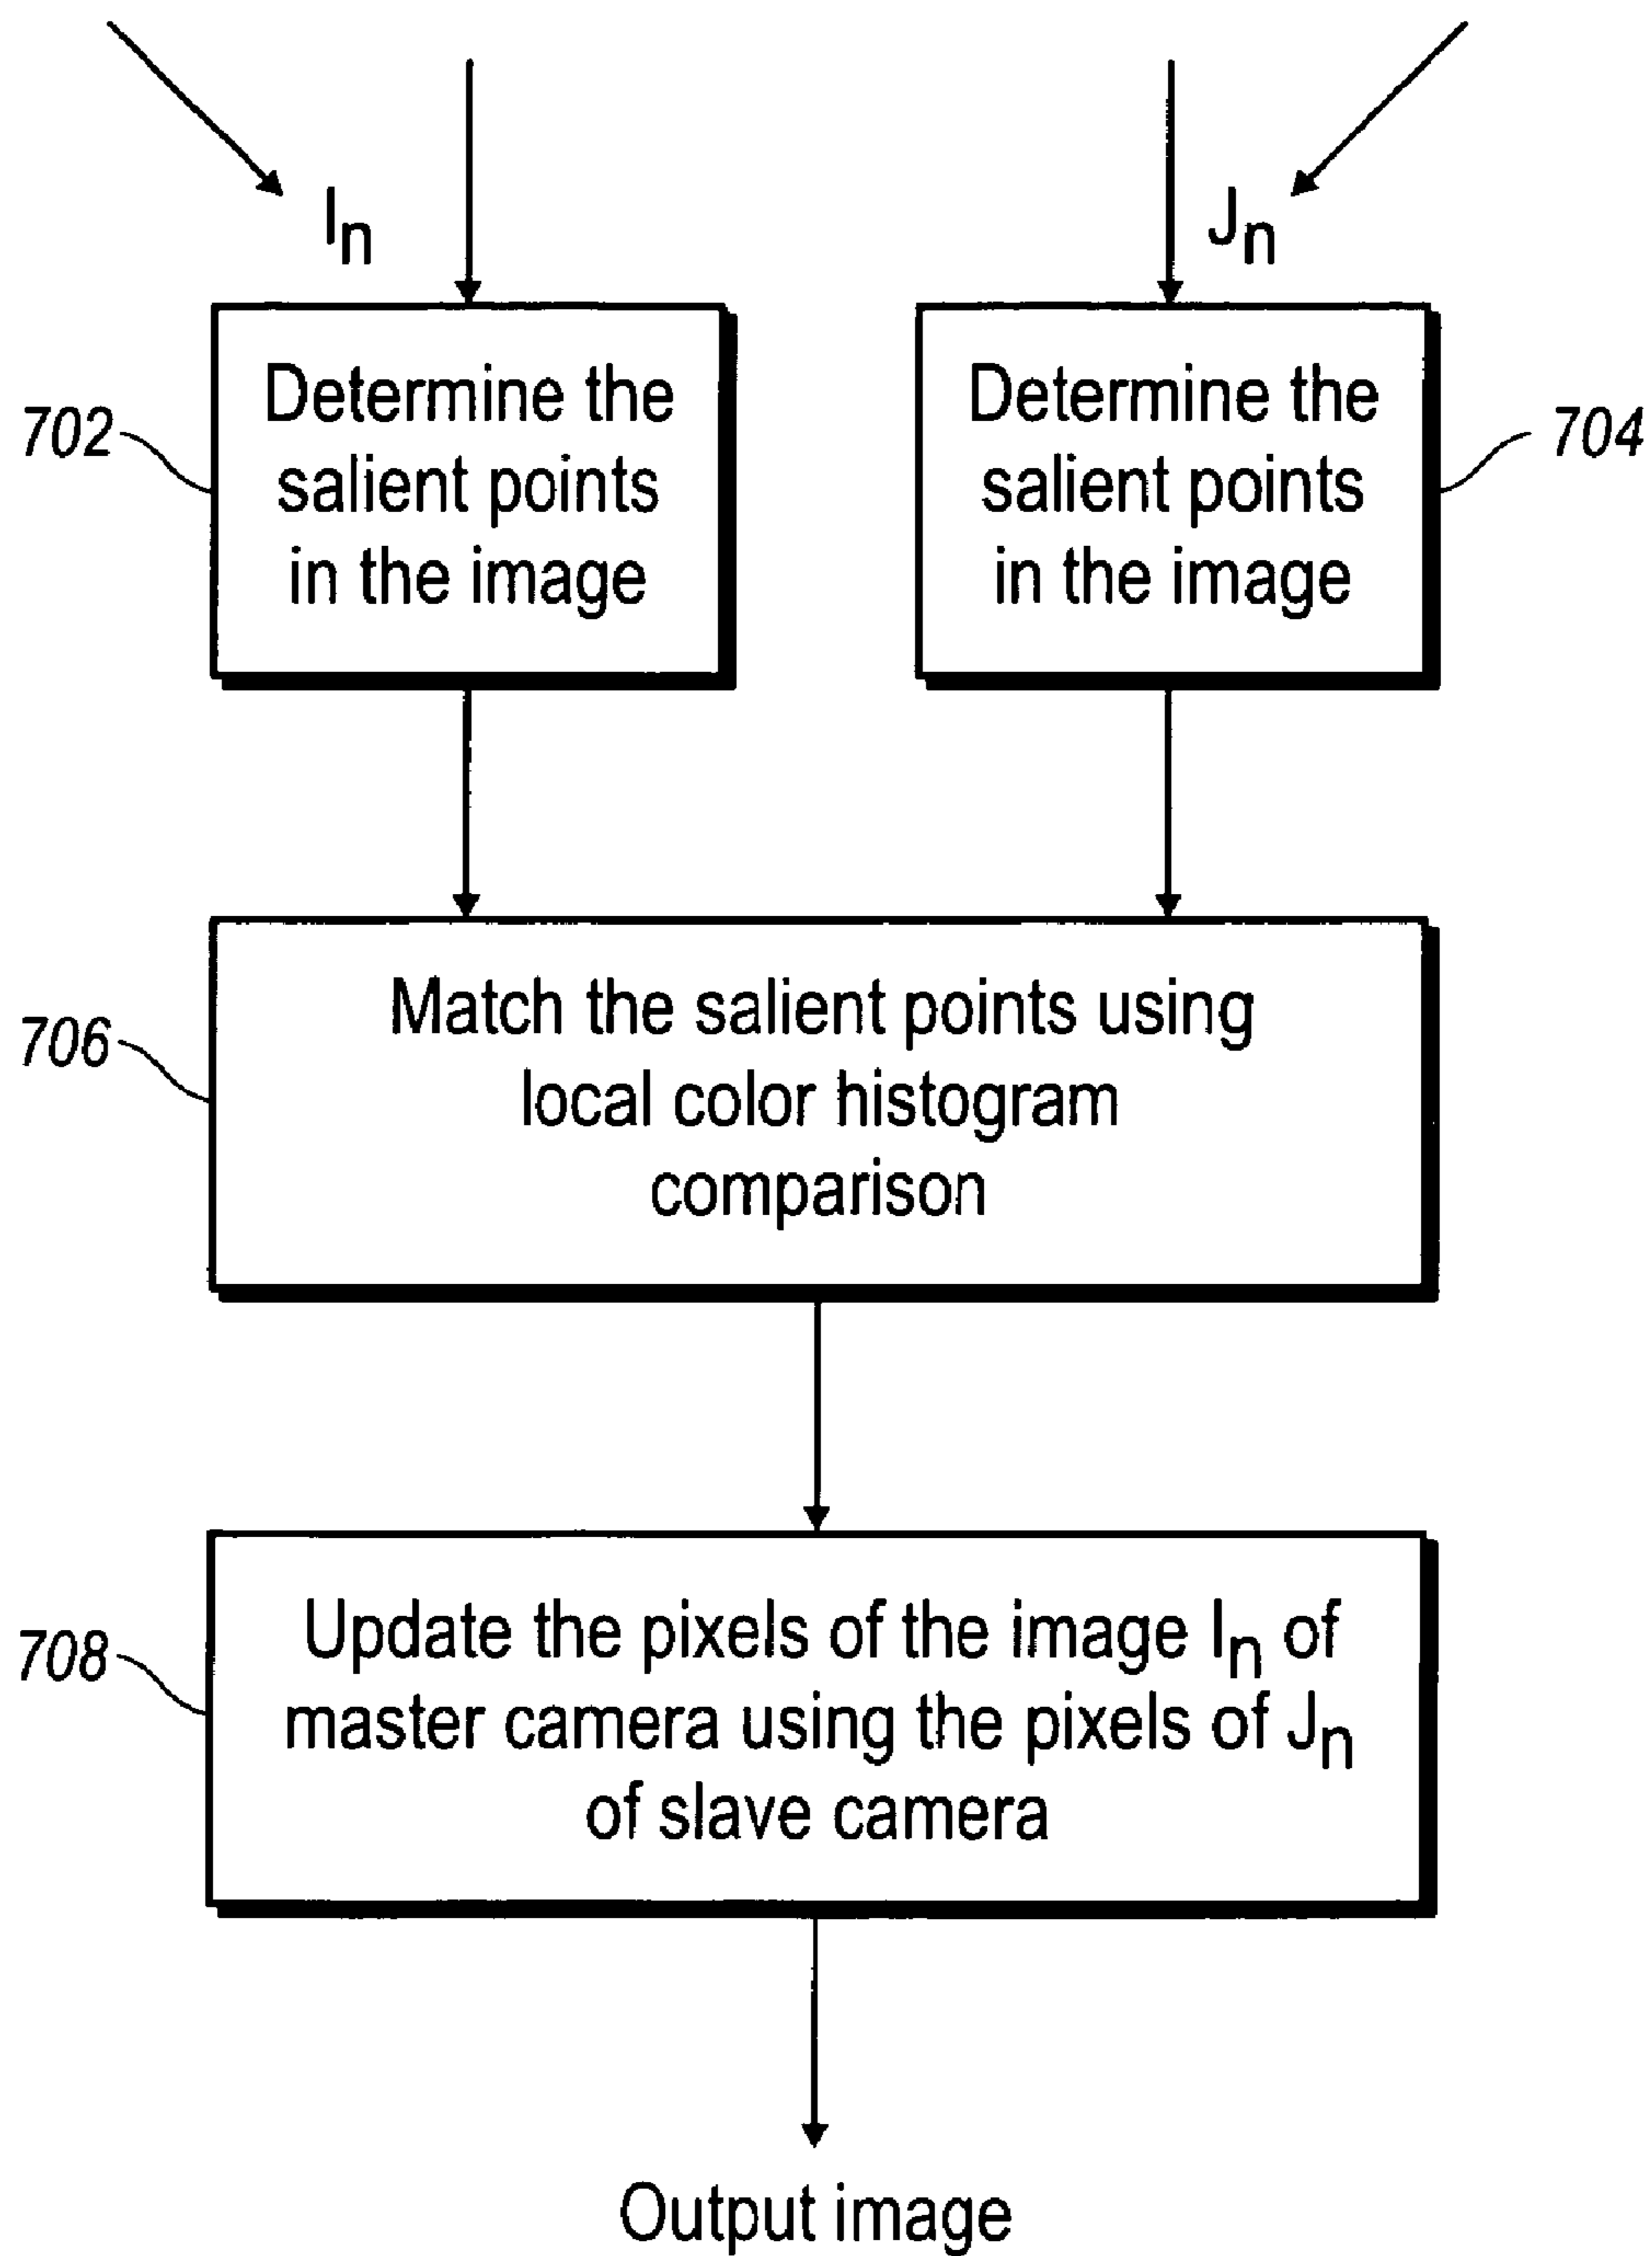 In
Jn
702
Determine the
salient points
in the image
Determine the
salient points
in the image
704
706
Match the salient points using
local color histogram
comparison
708
Update the pixels of the image In of
master camera using the pixels of Jn
of slave camera
Output image